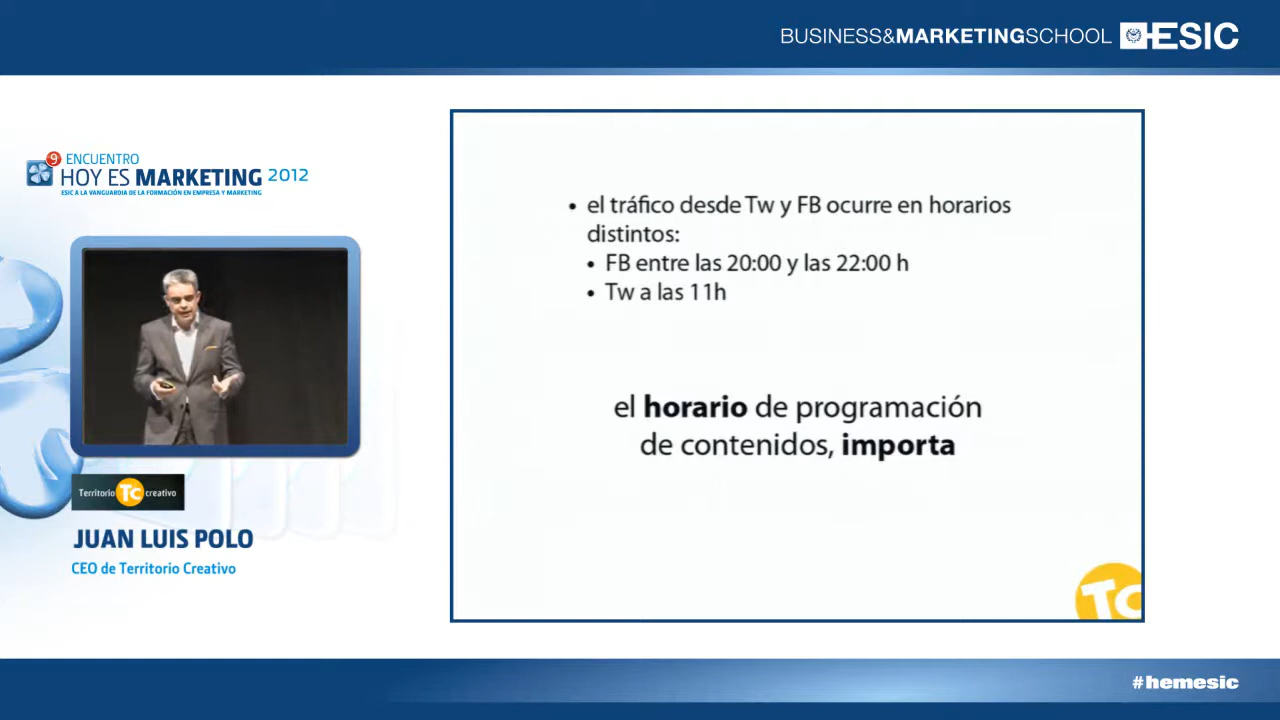 BUSINESS&MARKETINGSCHOOL ESIC
9 ENCUENTRO
HOY ES MARKETING 2012
ESIC A LA VANGUARDIA DE LA FORMACIÓN EN EMPRESA Y MARKETING
• el tráfico desde Tw y FB ocurre en horarios
distintos:
• FB entre las 20:00 y las 22:00 h
• Tw a las 11h
el horario de programación
de contenidos, importa
Territorio Tc creativo
JUAN LUIS POLO
CEO de Territorio Creativo
Tc
#hemesic